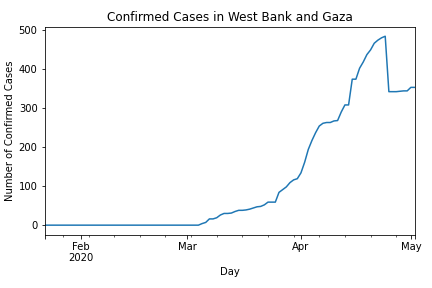 Confirmed Cases in West Bank and Gaza
Number of Confirmed Cases
500
400
300
200
100
0
Feb
2020
Mar
Apr
May
Day